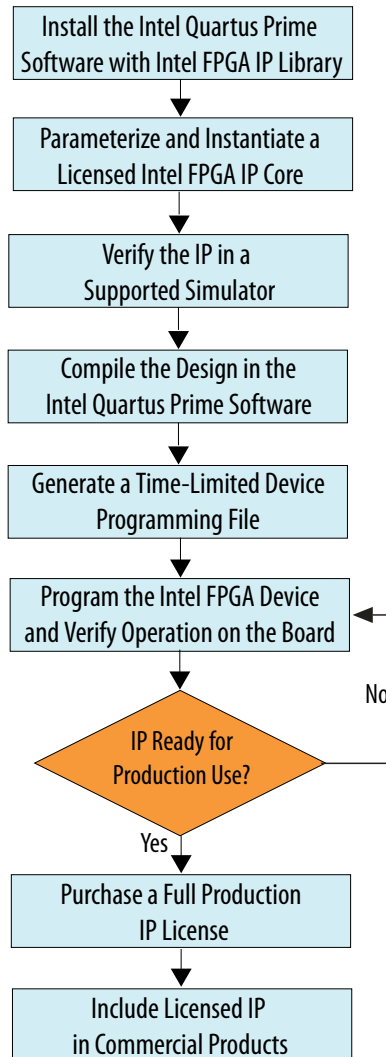 Install the Intel Quartus Prime
Software with Intel FPGA IP Library
Parameterize and Instantiate a
Licensed Intel FPGA IP Core
Verify the IP in a
Supported Simulator
Compile the Design in the
Intel Quartus Prime Software
Generate a Time-Limited Device
Programming File
Program the Intel FPGA Device
and Verify Operation on the Board
No
IP Ready for
Production Use?
Yes
Purchase a Full Production
IP License
Include Licensed IP
in Commercial Products